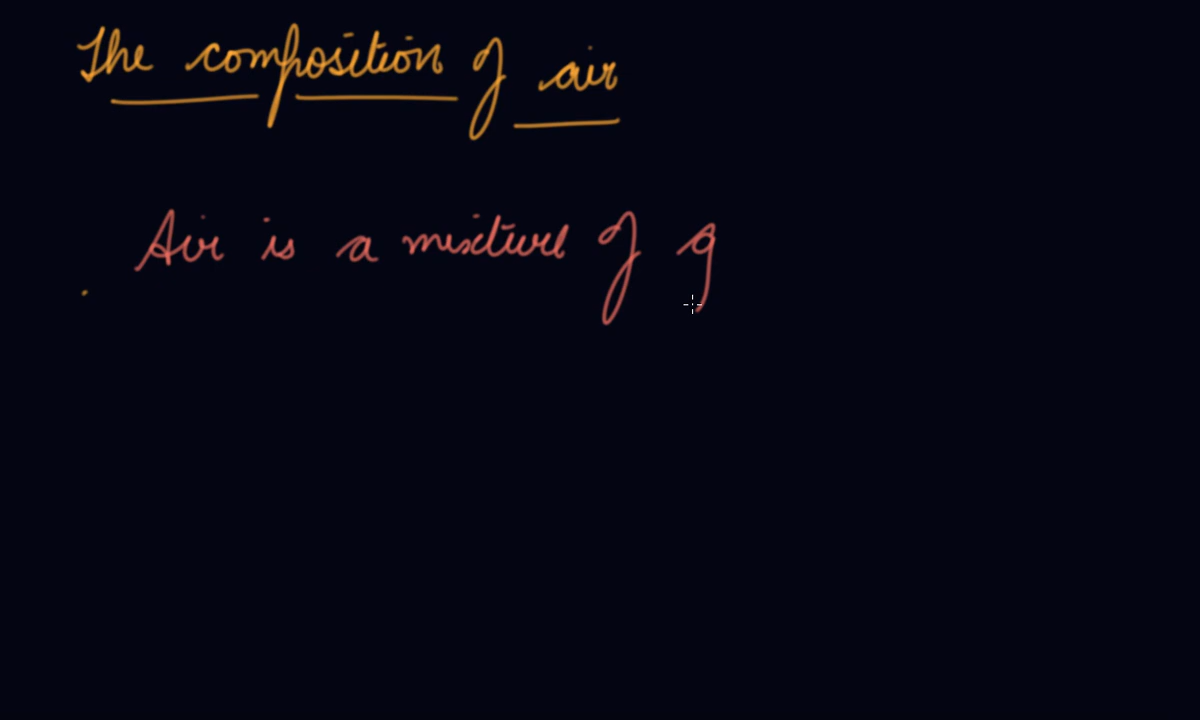 The composition of air
Air is a mixture of g